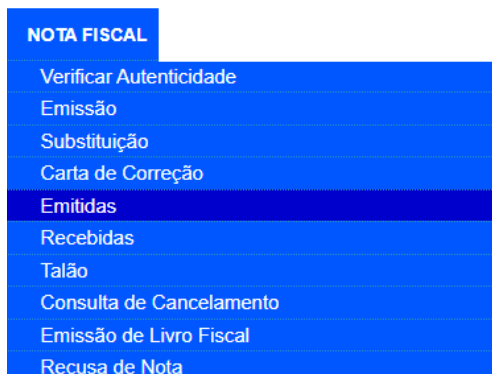 NOTA FISCAL
Verificar Autenticidade
Emissão
Substituição
Carta de Correção
Emitidas
Recebidas
Talão
Consulta de Cancelamento
Emissão de Livro Fiscal
Recusa de Nota